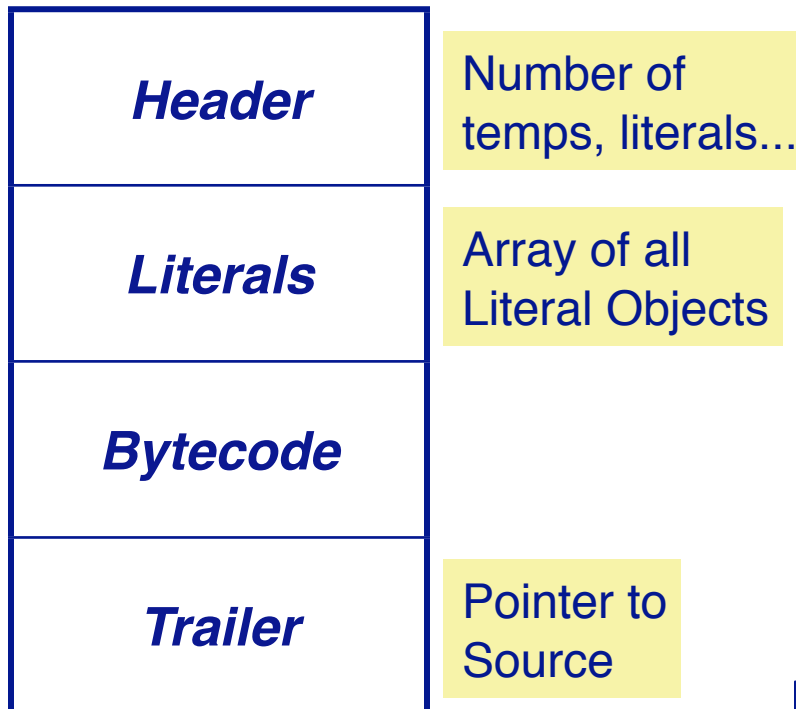 Header
Number of
temps, literals...
Literals
Array of all
Literal Objects
Bytecode
Trailer
Pointer to
Source